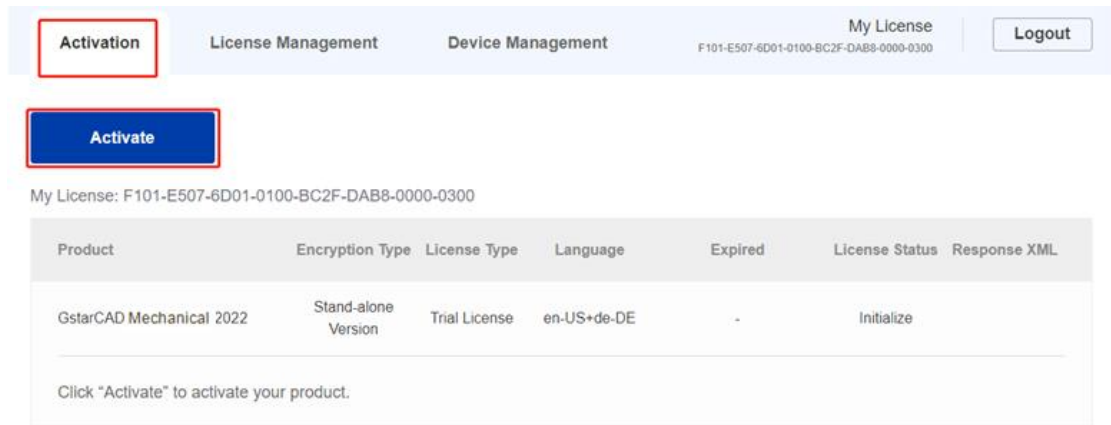 Activation License Management Device Management My License Logout
F101-E507-6D01-0100-BC2F-DAB8-0000-0300
Activate
My License: F101-E507-6D01-0100-BC2F-DAB8-0000-0300
Product Encryption Type License Type Language Expired License Status Response XML
GstarCAD Mechanical 2022 Stand-alone Version Trial License en-US+de-DE - Initialize
Click “Activate” to activate your product.